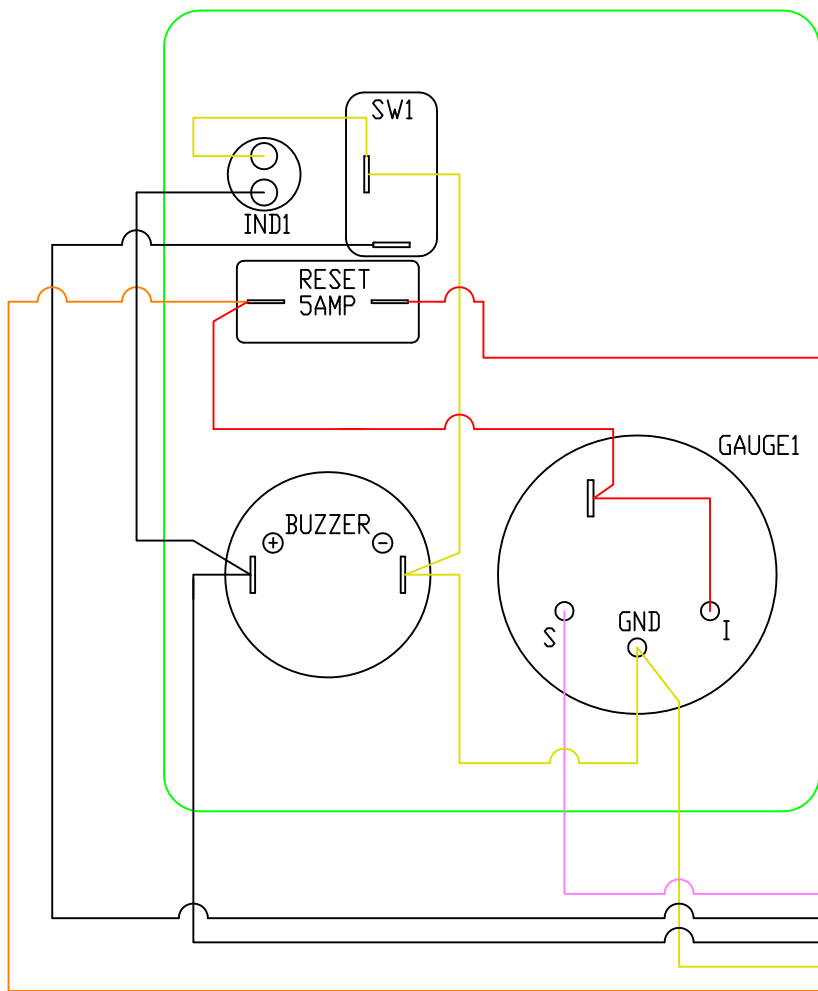 SW1
IND1
RESET
5AMP
GAUGE1
BUZZER
+
-
GND
S
I